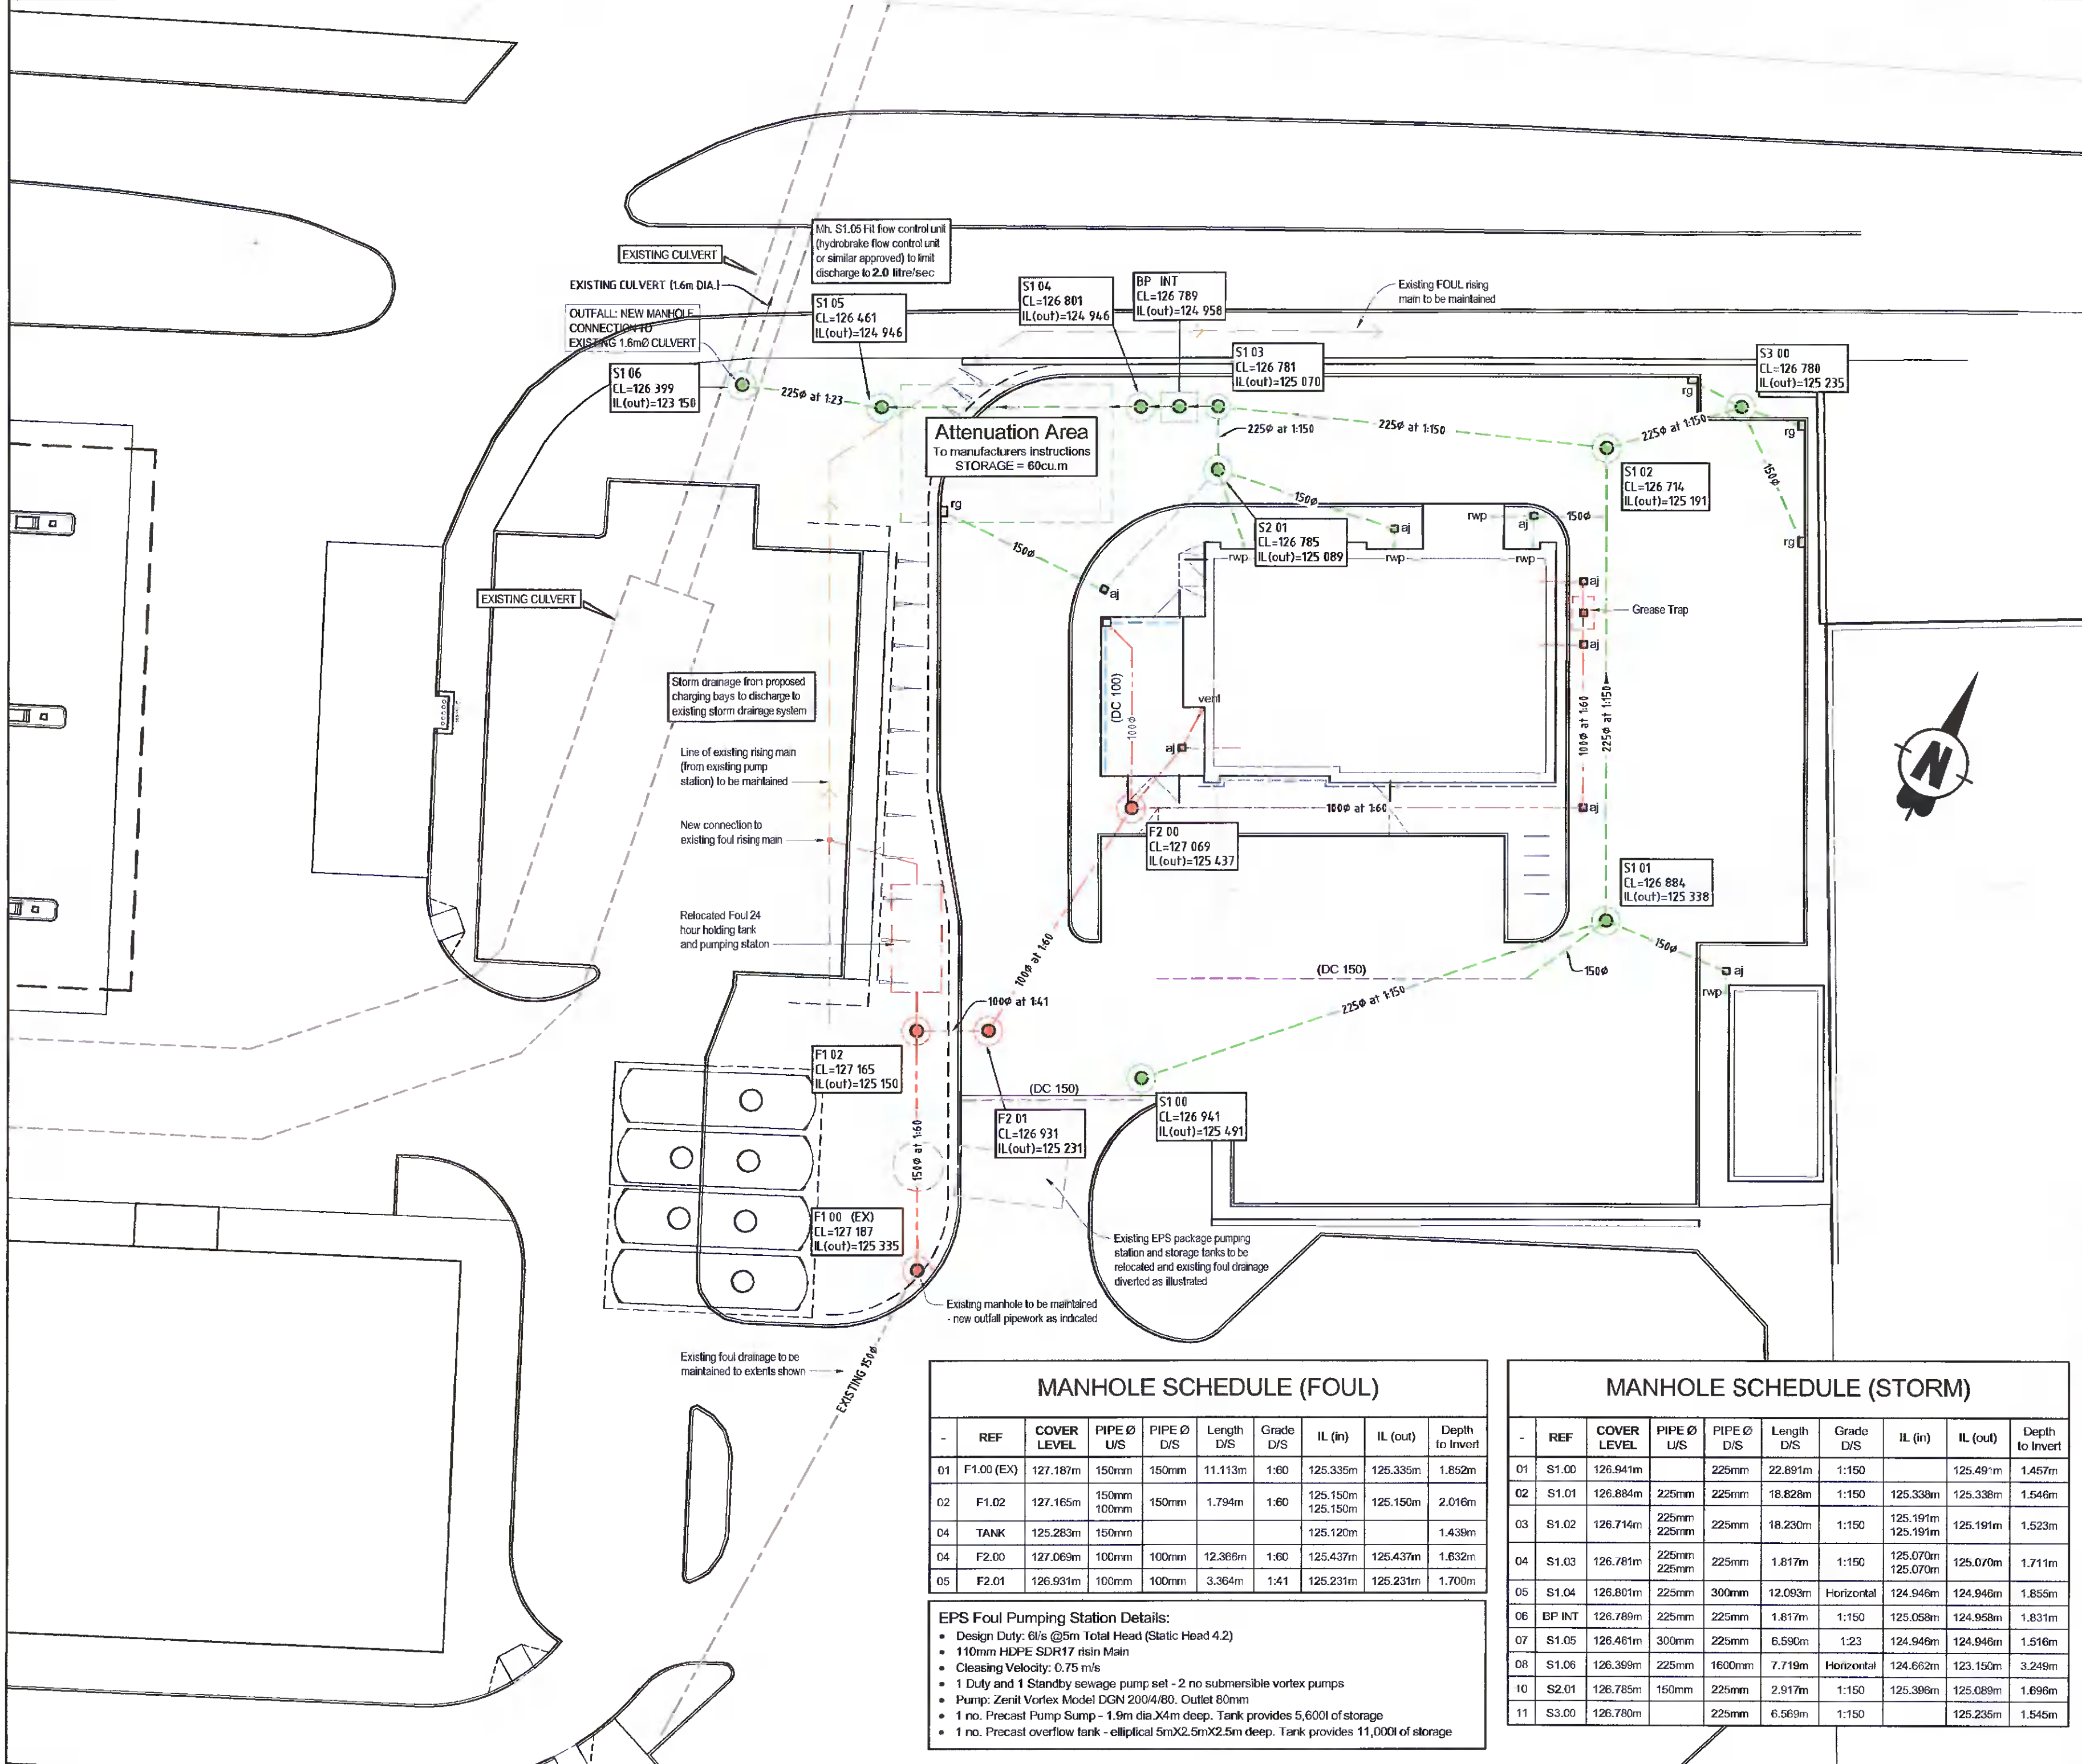 Mh. S1.05 Fit flow control unit
(hydrobrake flow control unit
or similar approved) to limit
discharge to 2.0 litre/sec
EXISTING CULVERT
EXISTING CULVERT (1.6m DIA.)
OUTFALL: NEW MANHOLE
CONNECTION TO
EXISTING 1.6mØ CULVERT
S1 05
CL=126 461
IL(out)=124 946
S1 04
CL=126 801
IL(out)=124 946
BP INT
CL=126 789
IL(out)=124 958
Existing FOUL rising
main to be maintained
S1 06
CL=126 399
IL(out)=123 150
S1 03
CL=126 781
IL(out)=125 070
S3 00
CL=126 780
IL(out)=125 235
225Ø at 1:23
rg
Attenuation Area
To manufacturers instructions
STORAGE = 60cu.m
225Ø at 1:150
225Ø at 1:150
225Ø at 1:150
rg
S1 02
CL=126 714
IL(out)=125 191
150Ø
150Ø
rg
S2 01
CL=126 785
IL(out)=125 089
aj
rwp
aj
150Ø
rg
150Ø
rwp
rwp
rwp
aj
EXISTING CULVERT
aj
Grease Trap
aj
Storm drainage from proposed
charging bays to discharge to
existing storm drainage system
(DC 100)
100Ø
vent
aj
100Ø at 1:60
225Ø at 1:150
N
Line of existing rising main
(from existing pump
station) to be maintained
100Ø at 1:60
aj
New connection to
existing foul rising main
F2 00
CL=127 069
IL(out)=125 437
S1 01
CL=126 884
IL(out)=125 338
Relocated Foul 24
hour holding tank
and pumping staton
100Ø at 1:60
(DC 150)
150Ø
150Ø
aj
rwp
100Ø at 1:41
225Ø at 1:150
F1 02
CL=127 165
IL(out)=125 150
(DC 150)
F2 01
CL=126 931
IL(out)=125 231
S1 00
CL=126 941
IL(out)=125 491
150Ø at 1:60
F1 00 (EX)
CL=127 187
IL(out)=125 335
Existing EPS package pumping
station and storage tanks to be
relocated and existing foul drainage
diverted as illustrated
Existing manhole to be maintained
- new outfall pipework as indicated
Existing foul drainage to be
maintained to extents shown
EXISTING 150Ø
MANHOLE SCHEDULE (FOUL)
- REF COVER LEVEL PIPE Ø U/S PIPE Ø D/S Length D/S Grade D/S IL (in) IL (out) Depth to Invert
01 F1.00 (EX) 127.187m 150mm 150mm 11.113m 1:60 125.335m 125.335m 1.852m
02 F1.02 127.165m 150mm 100mm 150mm 1.794m 1:60 125.150m 125.150m 125.150m 2.016m
04 TANK 125.283m 150mm 125.120m 1.439m
04 F2.00 127.069m 100mm 100mm 12.366m 1:60 125.437m 125.437m 1.632m
05 F2.01 126.931m 100mm 100mm 3.364m 1:41 125.231m 125.231m 1.700m
EPS Foul Pumping Station Details:
• Design Duty: 6l/s @5m Total Head (Static Head 4.2)
• 110mm HDPE SDR17 risin Main
• Cleasing Velocity: 0.75 m/s
• 1 Duty and 1 Standby sewage pump set - 2 no submersible vortex pumps
• Pump: Zenit Vortex Model DGN 200/4/80. Outlet 80mm
• 1 no. Precast Pump Sump - 1.9m dia.X4m deep. Tank provides 5,600l of storage
• 1 no. Precast overflow tank - elliptical 5mX2.5mX2.5m deep. Tank provides 11,000l of storage
MANHOLE SCHEDULE (STORM)
- REF COVER LEVEL PIPE Ø U/S PIPE Ø D/S Length D/S Grade D/S IL (in) IL (out) Depth to Invert
01 S1.00 126.941m 225mm 22.891m 1:150 125.491m 1.457m
02 S1.01 126.884m 225mm 225mm 18.828m 1:150 125.338m 125.338m 1.546m
03 S1.02 126.714m 225mm 225mm 225mm 18.230m 1:150 125.191m 125.191m 125.191m 1.523m
04 S1.03 126.781m 225mm 225mm 225mm 1.817m 1:150 125.070m 125.070m 125.070m 1.711m
05 S1.04 126.801m 225mm 300mm 12.093m Horizontal 124.946m 124.946m 1.855m
06 BP INT 126.789m 225mm 225mm 1.817m 1:150 125.058m 124.958m 1.831m
07 S1.05 126.461m 300mm 225mm 6.590m 1:23 124.946m 124.946m 1.516m
08 S1.06 126.399m 225mm 1600mm 7.719m Horizontal 124.662m 123.150m 3.249m
10 S2.01 126.785m 150mm 225mm 2.917m 1:150 125.396m 125.089m 1.696m
11 S3.00 126.780m 225mm 6.569m 1:150 125.235m 1.545m